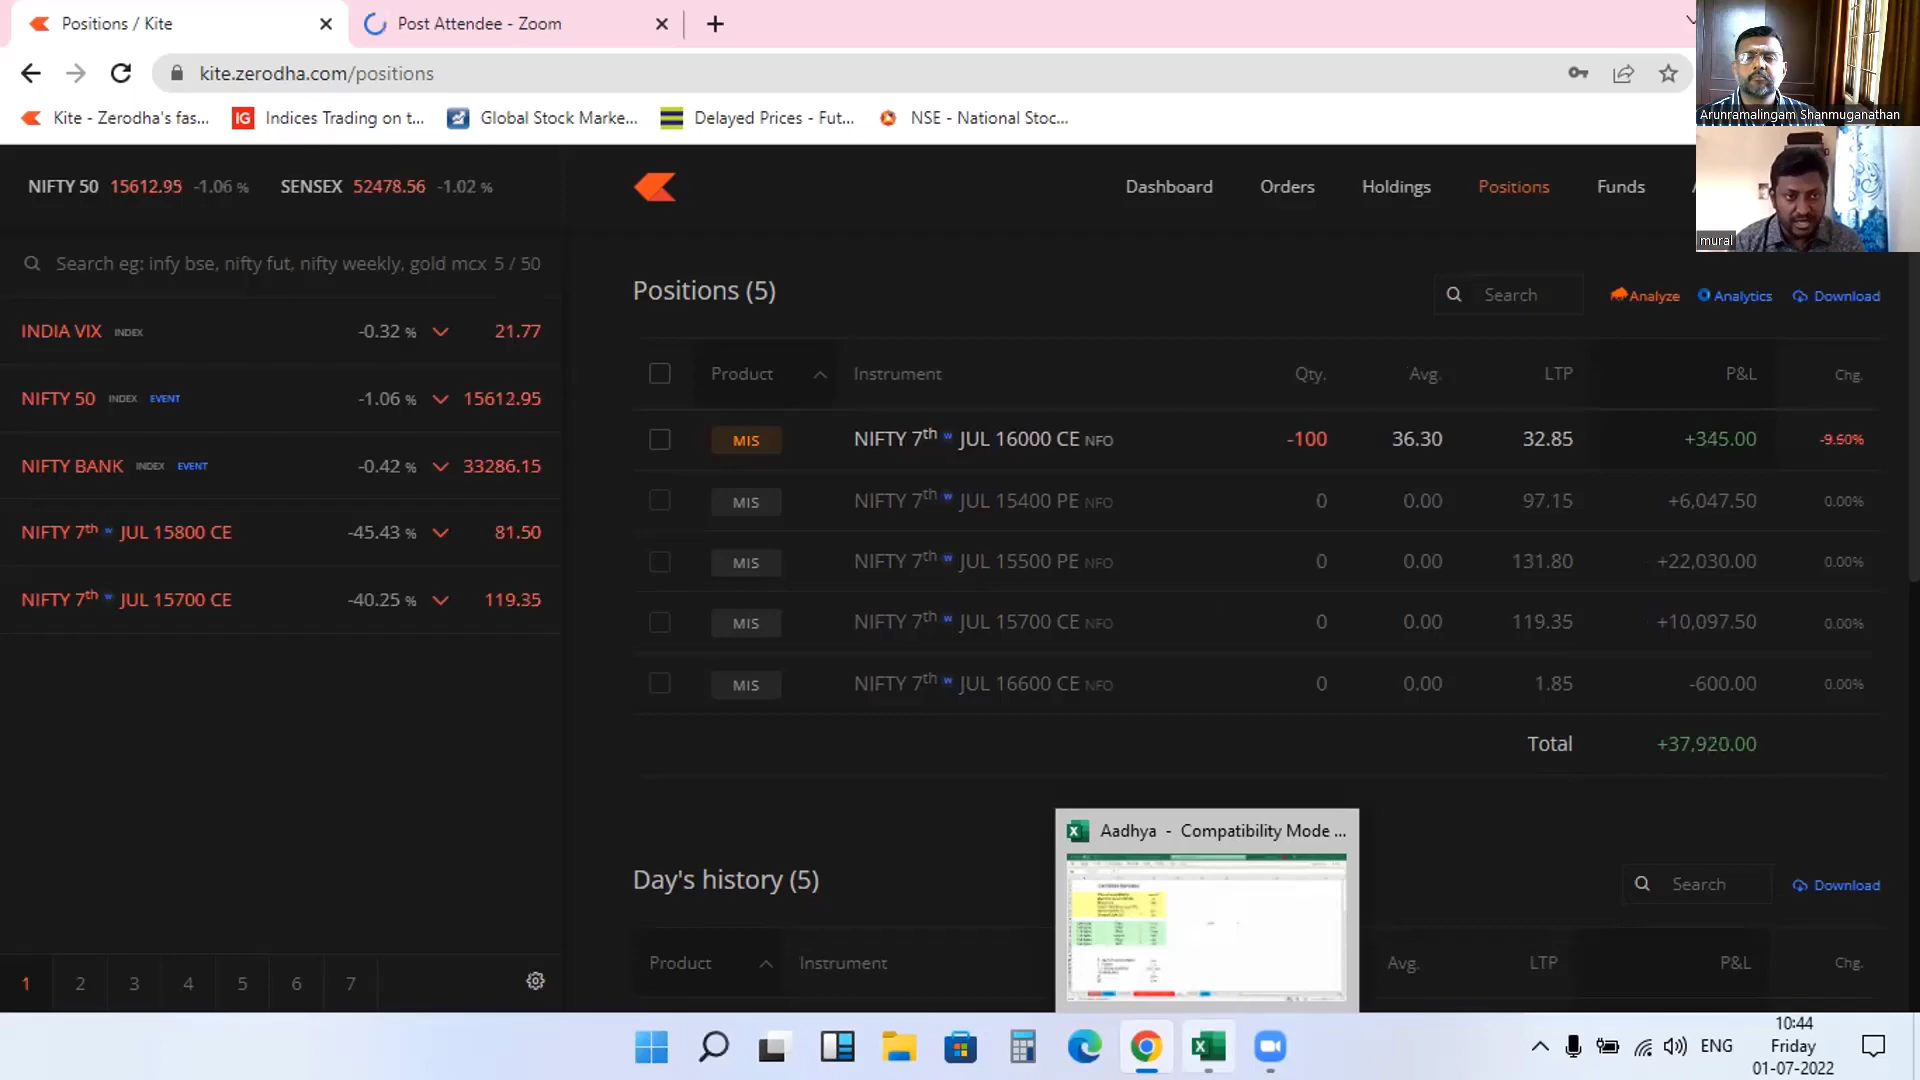 Positions / Kite
Post Attendee - Zoom
kite.zerodha.com/positions
Kite - Zerodha's fas...
IG Indices Trading on t...
Global Stock Marke...
Delayed Prices - Fut...
NSE - National Stoc...
Arunramalingam Shanmuganathan
mural
NIFTY 50 15612.95 -1.06 %
SENSEX 52478.56 -1.02 %
Dashboard
Orders
Holdings
Positions
Funds
Search eg: infy bse, nifty fut, nifty weekly, gold mcx 5 / 50
INDIA VIX INDEX -0.32 % 21.77
NIFTY 50 INDEX EVENT -1.06 % 15612.95
NIFTY BANK INDEX EVENT -0.42 % 33286.15
NIFTY 7th w JUL 15800 CE -45.43 % 81.50
NIFTY 7th w JUL 15700 CE -40.25 % 119.35
1 2 3 4 5 6 7
Positions (5)
Search
Analyze
Analytics
Download
Product Instrument Qty. Avg. LTP P&L Chg.
MIS NIFTY 7th w JUL 16000 CE NFO -100 36.30 32.85 +345.00 -9.50%
MIS NIFTY 7th w JUL 15400 PE NFO 0 0.00 97.15 +6,047.50 0.00%
MIS NIFTY 7th w JUL 15500 PE NFO 0 0.00 131.80 +22,030.00 0.00%
MIS NIFTY 7th w JUL 15700 CE NFO 0 0.00 119.35 +10,097.50 0.00%
MIS NIFTY 7th w JUL 16600 CE NFO 0 0.00 1.85 -600.00 0.00%
Total +37,920.00
Aadhya - Compatibility Mode ...
Day's history (5)
Search
Download
Product Instrument Avg. LTP P&L Chg.
ENG
10:44
Friday
01-07-2022